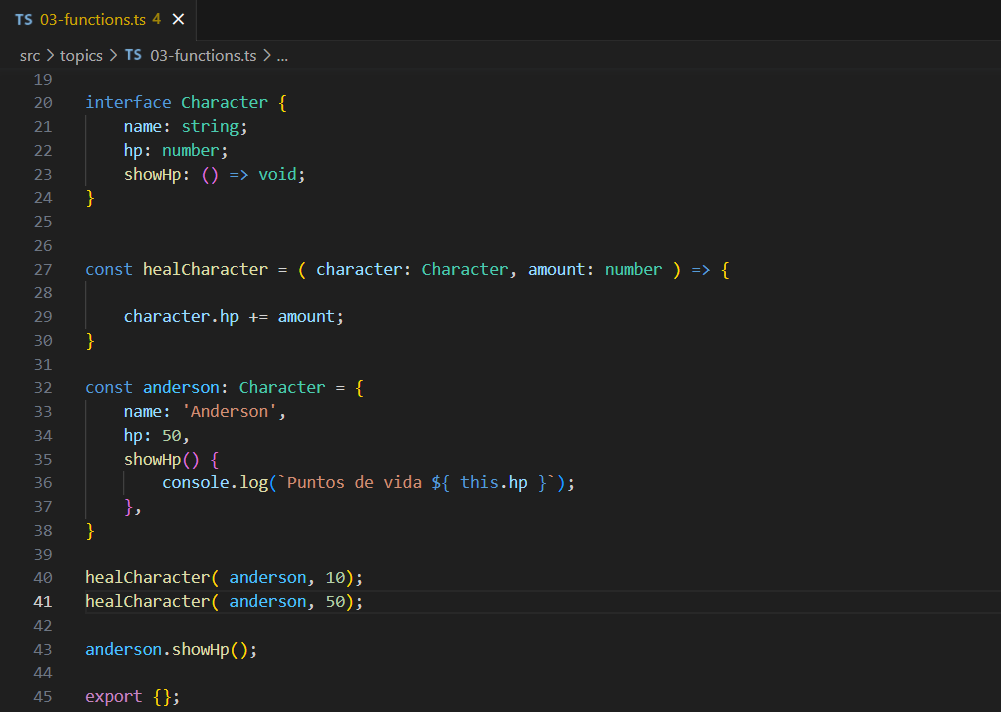 TS 03-functions.ts 4 ×
src > topics > TS 03-functions.ts > ...
19
20 interface Character {
21     name: string;
22     hp: number;
23     showHp: () => void;
24 }
25
26
27 const healCharacter = ( character: Character, amount: number ) => {
28
29     character.hp += amount;
30 }
31
32 const anderson: Character = {
33     name: 'Anderson',
34     hp: 50,
35     showHp() {
36         console.log(`Puntos de vida ${ this.hp }`);
37     },
38 }
39
40 healCharacter( anderson, 10);
41 healCharacter( anderson, 50);
42
43 anderson.showHp();
44
45 export {};